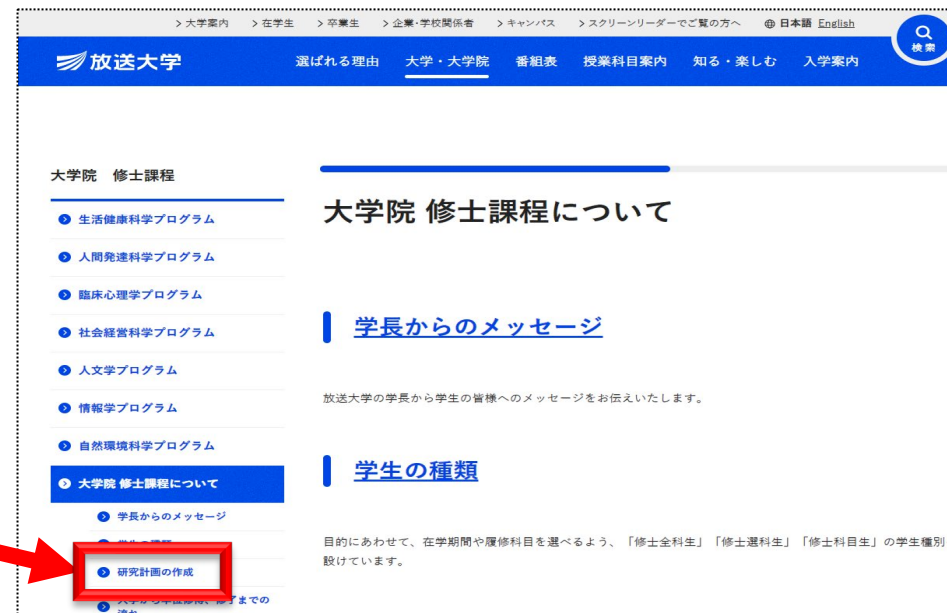 > 大学案内 > 在学生 > 卒業生 > 企業・学校関係者 > キャンパス > スクリーンリーダーでご覧の方へ 日本語 English
放送大学 選ばれる理由 大学・大学院 番組表 授業科目案内 知る・楽しむ 入学案内 検索
大学院 修士課程
生活健康科学プログラム
人間発達科学プログラム
臨床心理学プログラム
社会経営科学プログラム
人文学プログラム
情報学プログラム
自然環境科学プログラム
大学院 修士課程について
学長からのメッセージ
研究計画の作成
までの
大学院 修士課程について
学長からのメッセージ
放送大学の学長から学生の皆様へのメッセージをお伝えいたします。
学生の種類
目的にあわせて、在学期間や履修科目を選べるよう、「修士全科生」「修士選科生」「修士科目生」の学生種別
設けています。